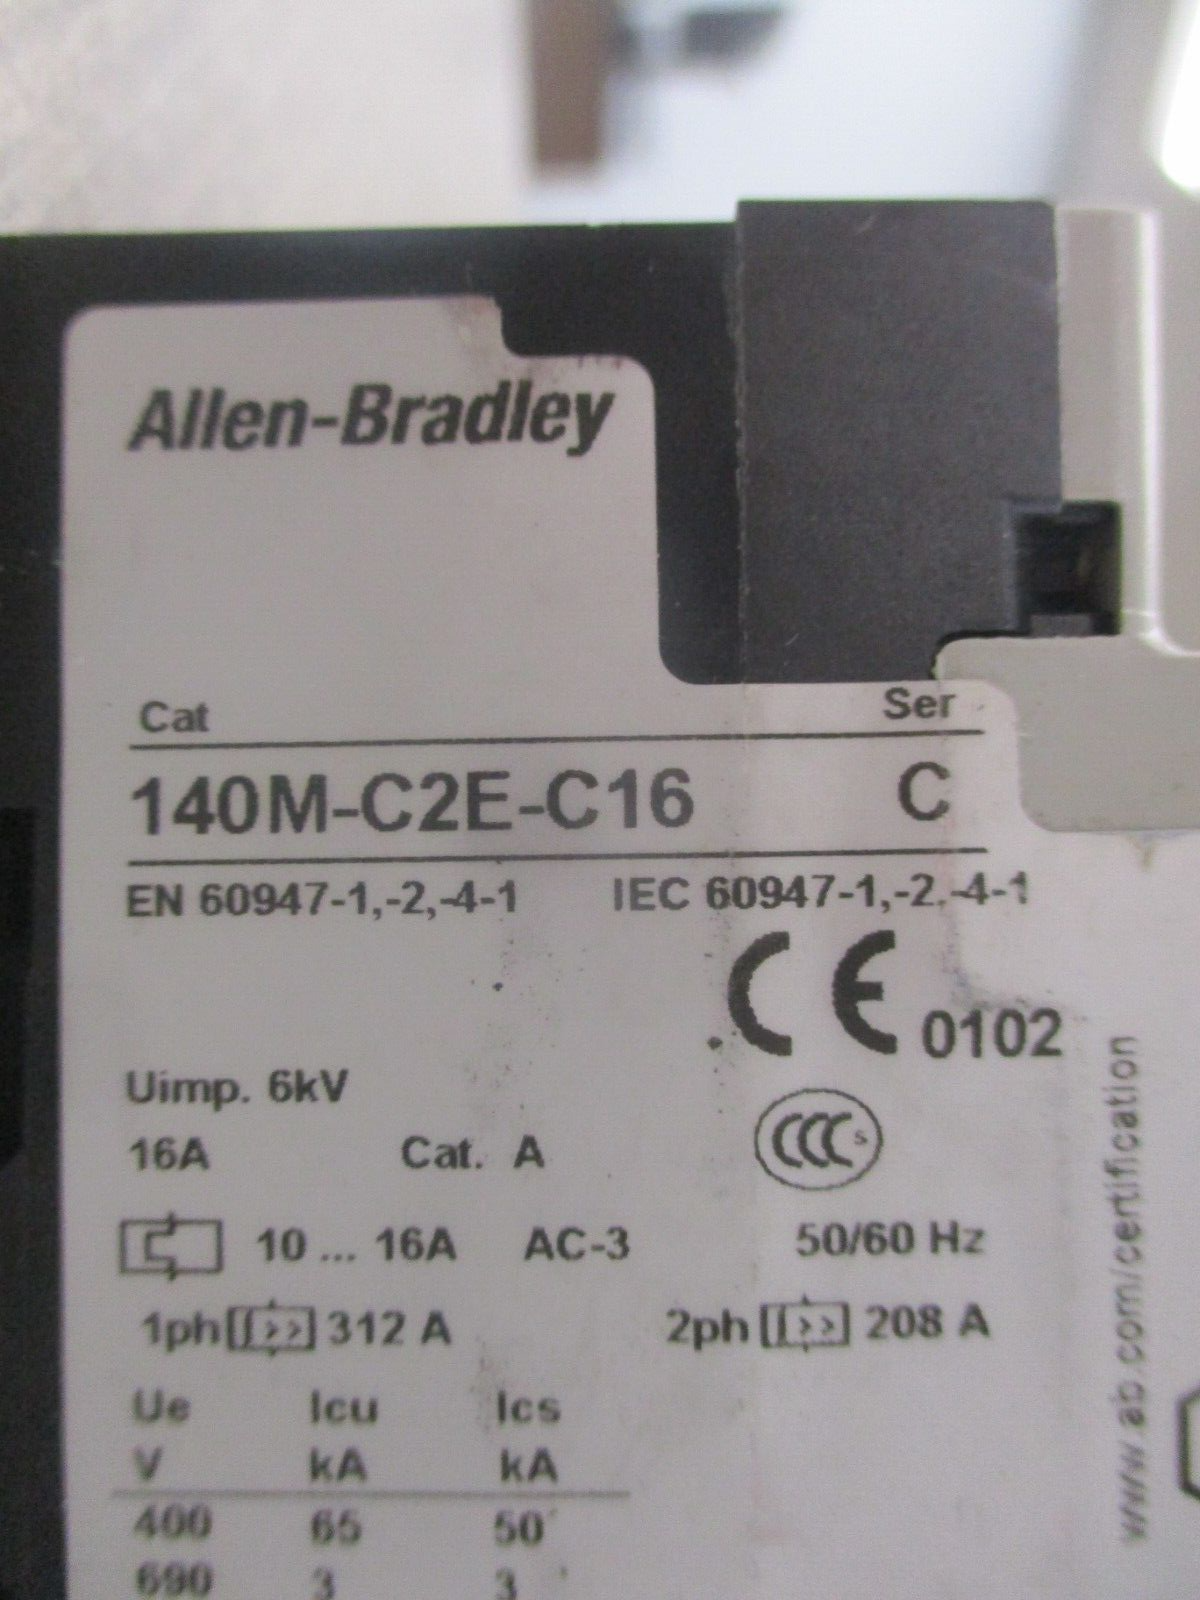 Allen-Bradley
Cat Ser
140M-C2E-C16 C
EN 60947-1,-2,-4-1 IEC 60947-1,-2,-4-1
CE 0102
Uimp. 6kV
16A Cat. A
CCC S
10 ... 16A AC-3 50/60 Hz
1ph 312 A 2ph 208 A
Ue Icu Ics
V kA kA
400 65 50
690 3 3
www.ab.com/certification